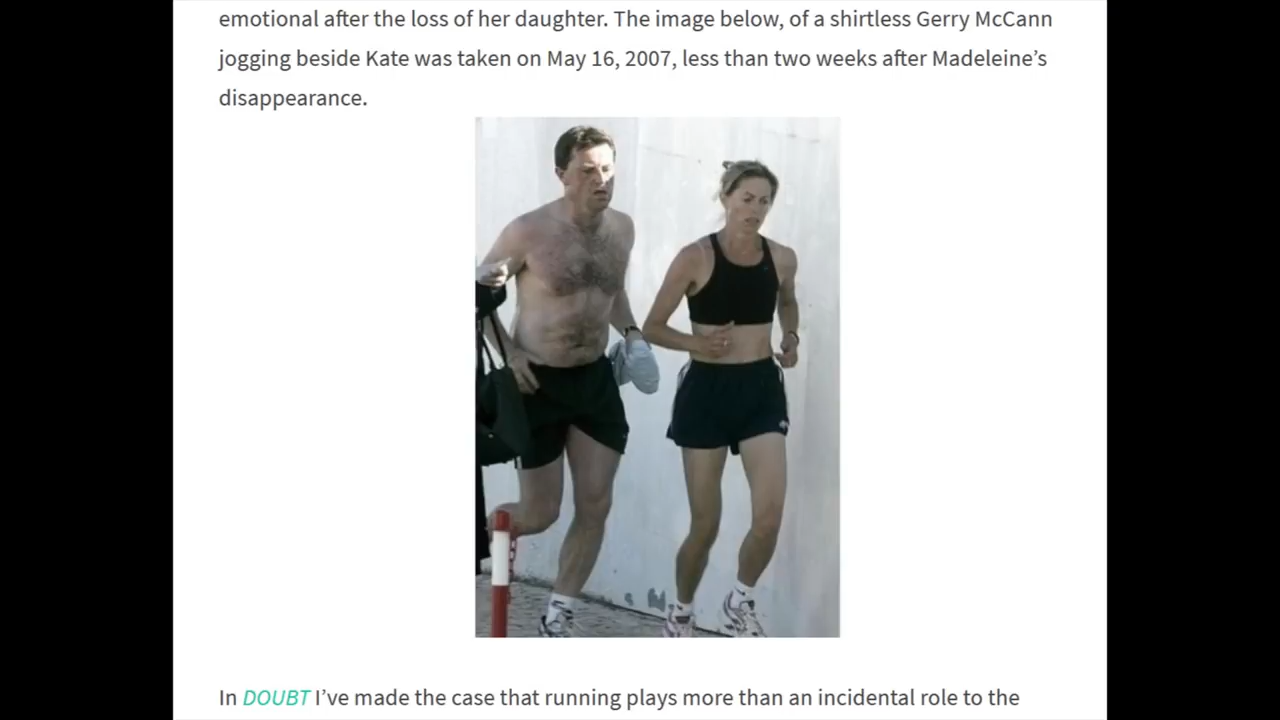 emotional after the loss of her daughter. The image below, of a shirtless Gerry McCann
jogging beside Kate was taken on May 16, 2007, less than two weeks after Madeleine’s
disappearance.
In DOUBT I’ve made the case that running plays more than an incidental role to the